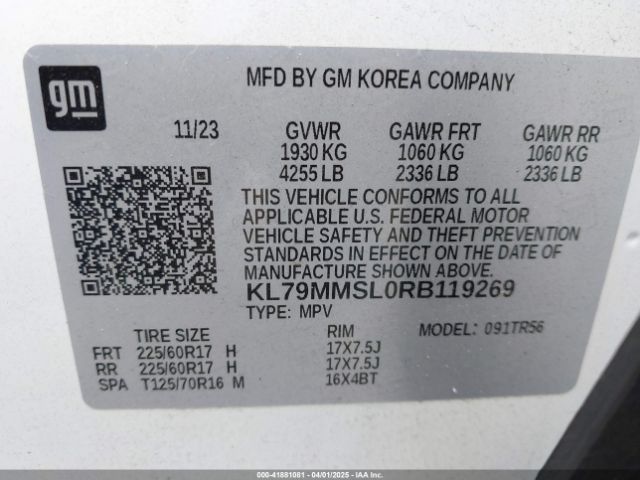 gm
MFD BY GM KOREA COMPANY
11/23 GVWR GAWR FRT GAWR RR
1930 KG 1060 KG 1060 KG
4255 LB 2336 LB 2336 LB
THIS VEHICLE CONFORMS TO ALL
APPLICABLE U.S. FEDERAL MOTOR
VEHICLE SAFETY AND THEFT PREVENTION
STANDARDS IN EFFECT ON THE DATE OF
MANUFACTURE SHOWN ABOVE.
KL79MMSL0RB119269
TYPE: MPV MODEL: 091TR56
TIRE SIZE RIM
FRT 225/60R17 H 17X7.5J
RR 225/60R17 H 17X7.5J
SPA T125/70R16 M 16X4BT
000-41881081 - 04/01/2025 - IAAI.COM